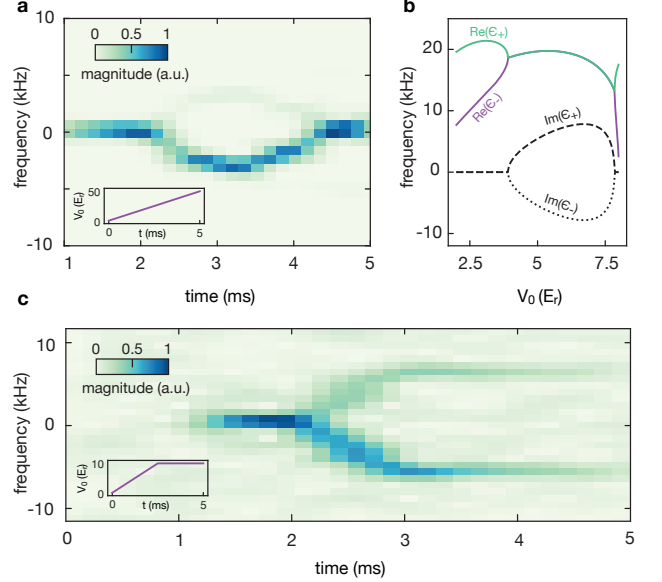 a
10
0 0.5 1
magnitude (a.u.)
frequency (kHz)
0
50
V₀ (Eᵣ)
0
0 5
t (ms)
-10
1 2 3 4 5
time (ms)
b
Re(Є₊)
Re(Є₋)
Im(Є₊)
Im(Є₋)
frequency (kHz)
20
10
0
-10
2.5 5.0 7.5
V₀ (Eᵣ)
c
10
0 0.5 1
magnitude (a.u.)
frequency (kHz)
0
10
V₀ (Eᵣ)
0
0 5
t (ms)
-10
0 1 2 3 4 5
time (ms)